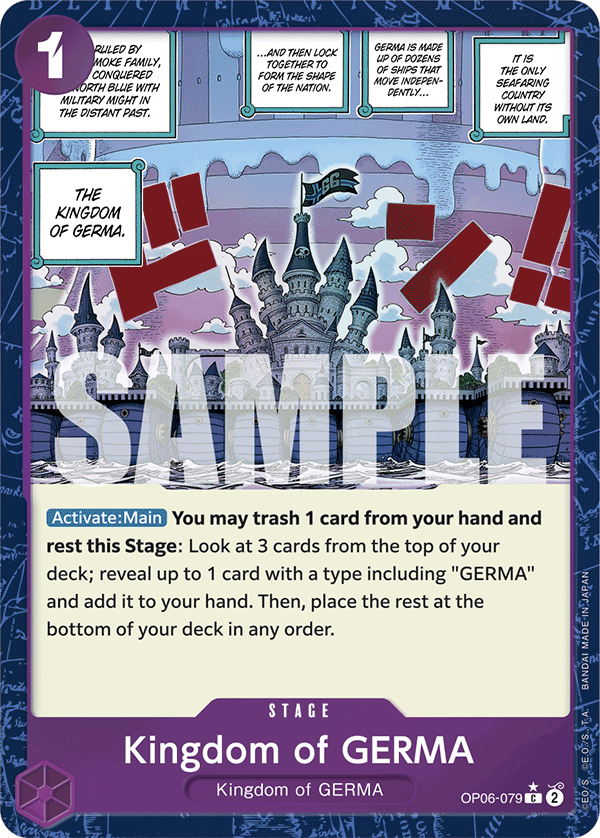 1
RULED BY
MOKE FAMILY,
CONQUERED
NORTH BLUE WITH
MILITARY MIGHT IN
THE DISTANT PAST.
...AND THEN LOCK
TOGETHER TO
FORM THE SHAPE
OF THE NATION.
GERMA IS MADE
UP OF DOZENS
OF SHIPS THAT
MOVE INDEPEN-
DENTLY...
IT IS
THE ONLY
SEAFARING
COUNTRY
WITHOUT ITS
OWN LAND.
THE
KINGDOM
OF GERMA.
ドン!!
SAMPLE
Activate:Main You may trash 1 card from your hand and
rest this Stage: Look at 3 cards from the top of your
deck; reveal up to 1 card with a type including "GERMA"
and add it to your hand. Then, place the rest at the
bottom of your deck in any order.
STAGE
Kingdom of GERMA
Kingdom of GERMA
OP06-079 C 2
©E.O/S. ©E.O./S.,T.A. BANDAI MADE IN JAPAN